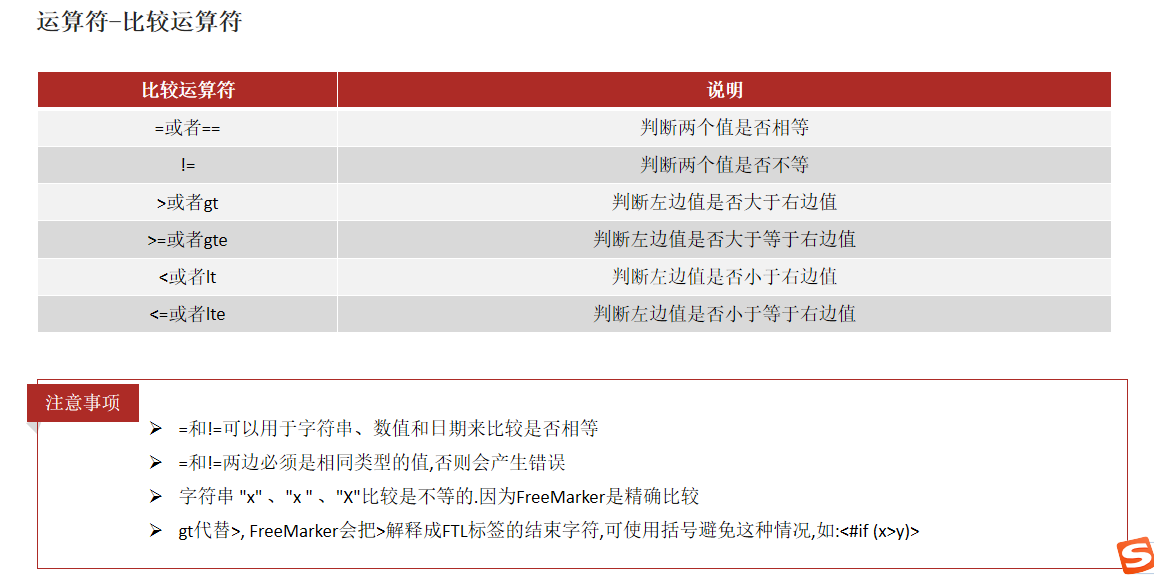 运算符-比较运算符
比较运算符 说明
=或者== 判断两个值是否相等
!= 判断两个值是否不等
>或者gt 判断左边值是否大于右边值
>=或者gte 判断左边值是否大于等于右边值
<或者lt 判断左边值是否小于右边值
<=或者lte 判断左边值是否小于等于右边值
注意事项
➢ =和!=可以用于字符串、数值和日期来比较是否相等
➢ =和!=两边必须是相同类型的值,否则会产生错误
➢ 字符串 "x" 、"x " 、"X"比较是不等的.因为FreeMarker是精确比较
➢ gt代替>, FreeMarker会把>解释成FTL标签的结束字符,可使用括号避免这种情况,如:<#if (x>y)>